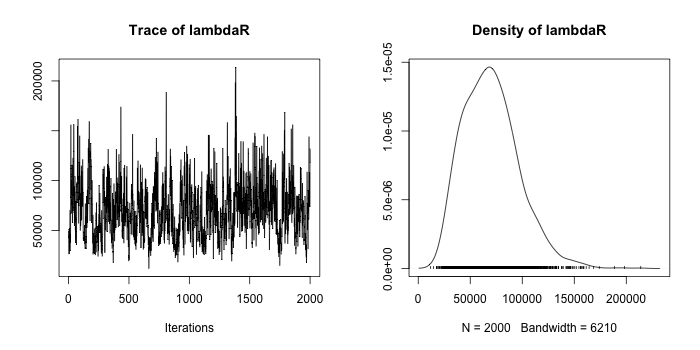 Trace of lambdaR
50000
100000
200000
0
500
1000
1500
2000
Iterations
Density of lambdaR
0.0e+00
5.0e-06
1.0e-05
1.5e-05
0
50000
100000
150000
200000
N = 2000 Bandwidth = 6210